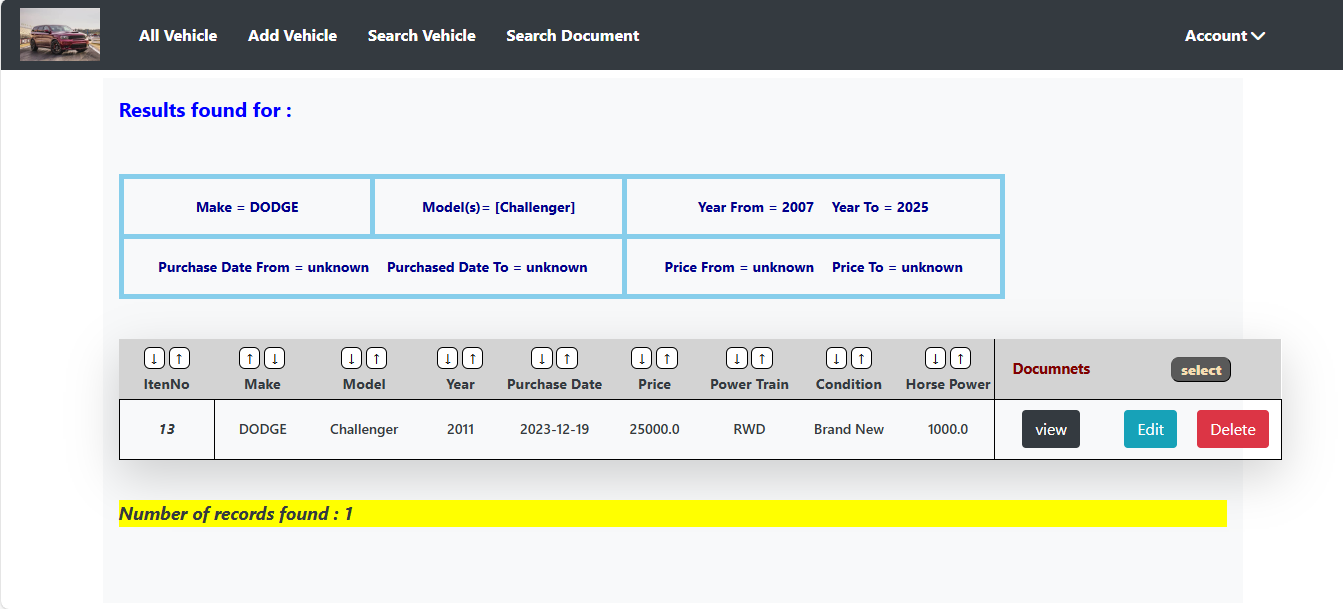 All Vehicle Add Vehicle Search Vehicle Search Document Account
Results found for :
Make = DODGE Model(s)= [Challenger] Year From = 2007 Year To = 2025
Purchase Date From = unknown Purchased Date To = unknown Price From = unknown Price To = unknown
↓ ↑ ↑ ↓ ↓ ↑ ↓ ↑ ↓ ↑ ↓ ↑ ↓ ↑ ↓ ↑ ↓ ↑
ItenNo Make Model Year Purchase Date Price Power Train Condition Horse Power Documnets select
13 DODGE Challenger 2011 2023-12-19 25000.0 RWD Brand New 1000.0 view Edit Delete
Number of records found : 1